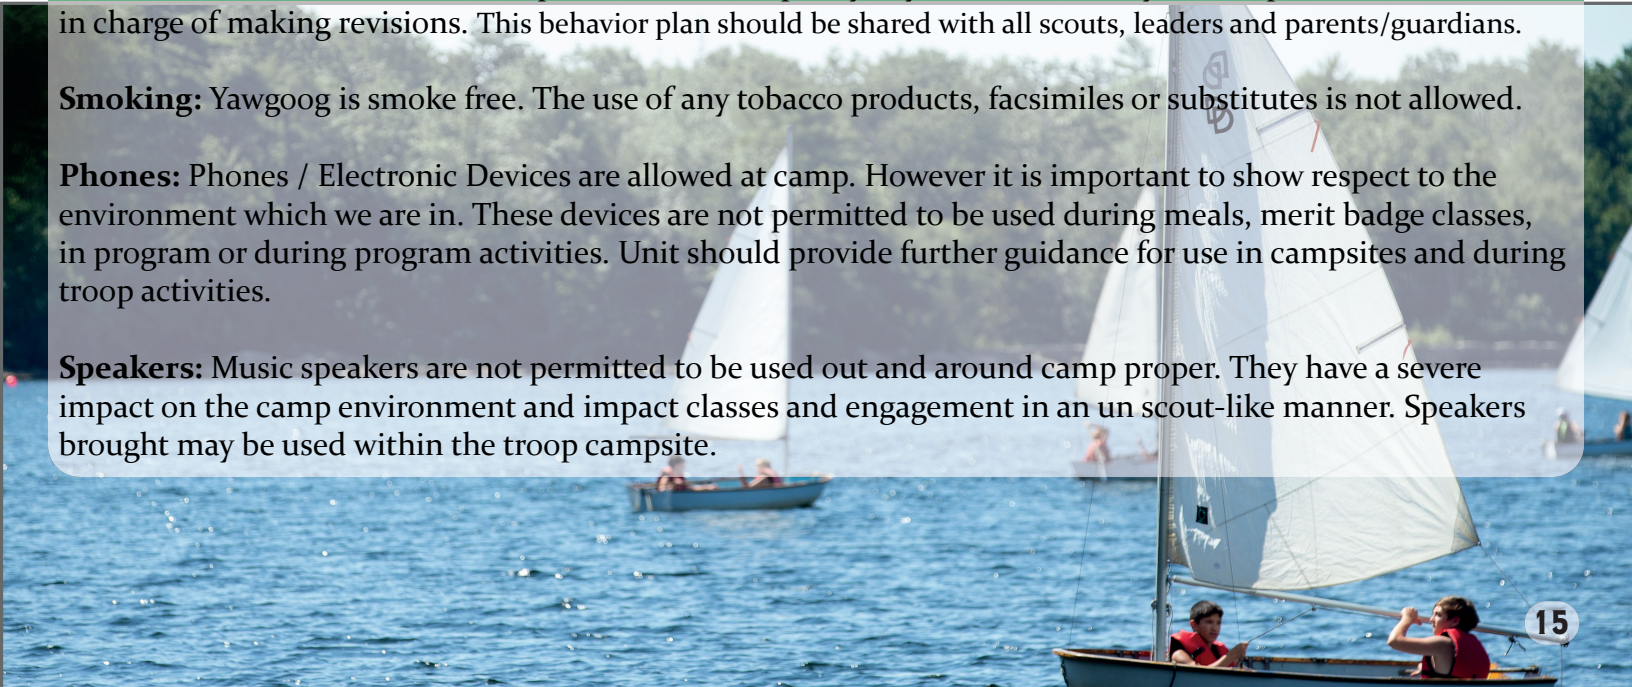 in charge of making revisions. This behavior plan should be shared with all scouts, leaders and parents/guardians.
Smoking: Yawgoog is smoke free. The use of any tobacco products, facsimiles or substitutes is not allowed.
Phones: Phones / Electronic Devices are allowed at camp. However it is important to show respect to the
environment which we are in. These devices are not permitted to be used during meals, merit badge classes,
in program or during program activities. Unit should provide further guidance for use in campsites and during
troop activities.
Speakers: Music speakers are not permitted to be used out and around camp proper. They have a severe
impact on the camp environment and impact classes and engagement in an un scout-like manner. Speakers
brought may be used within the troop campsite.
15